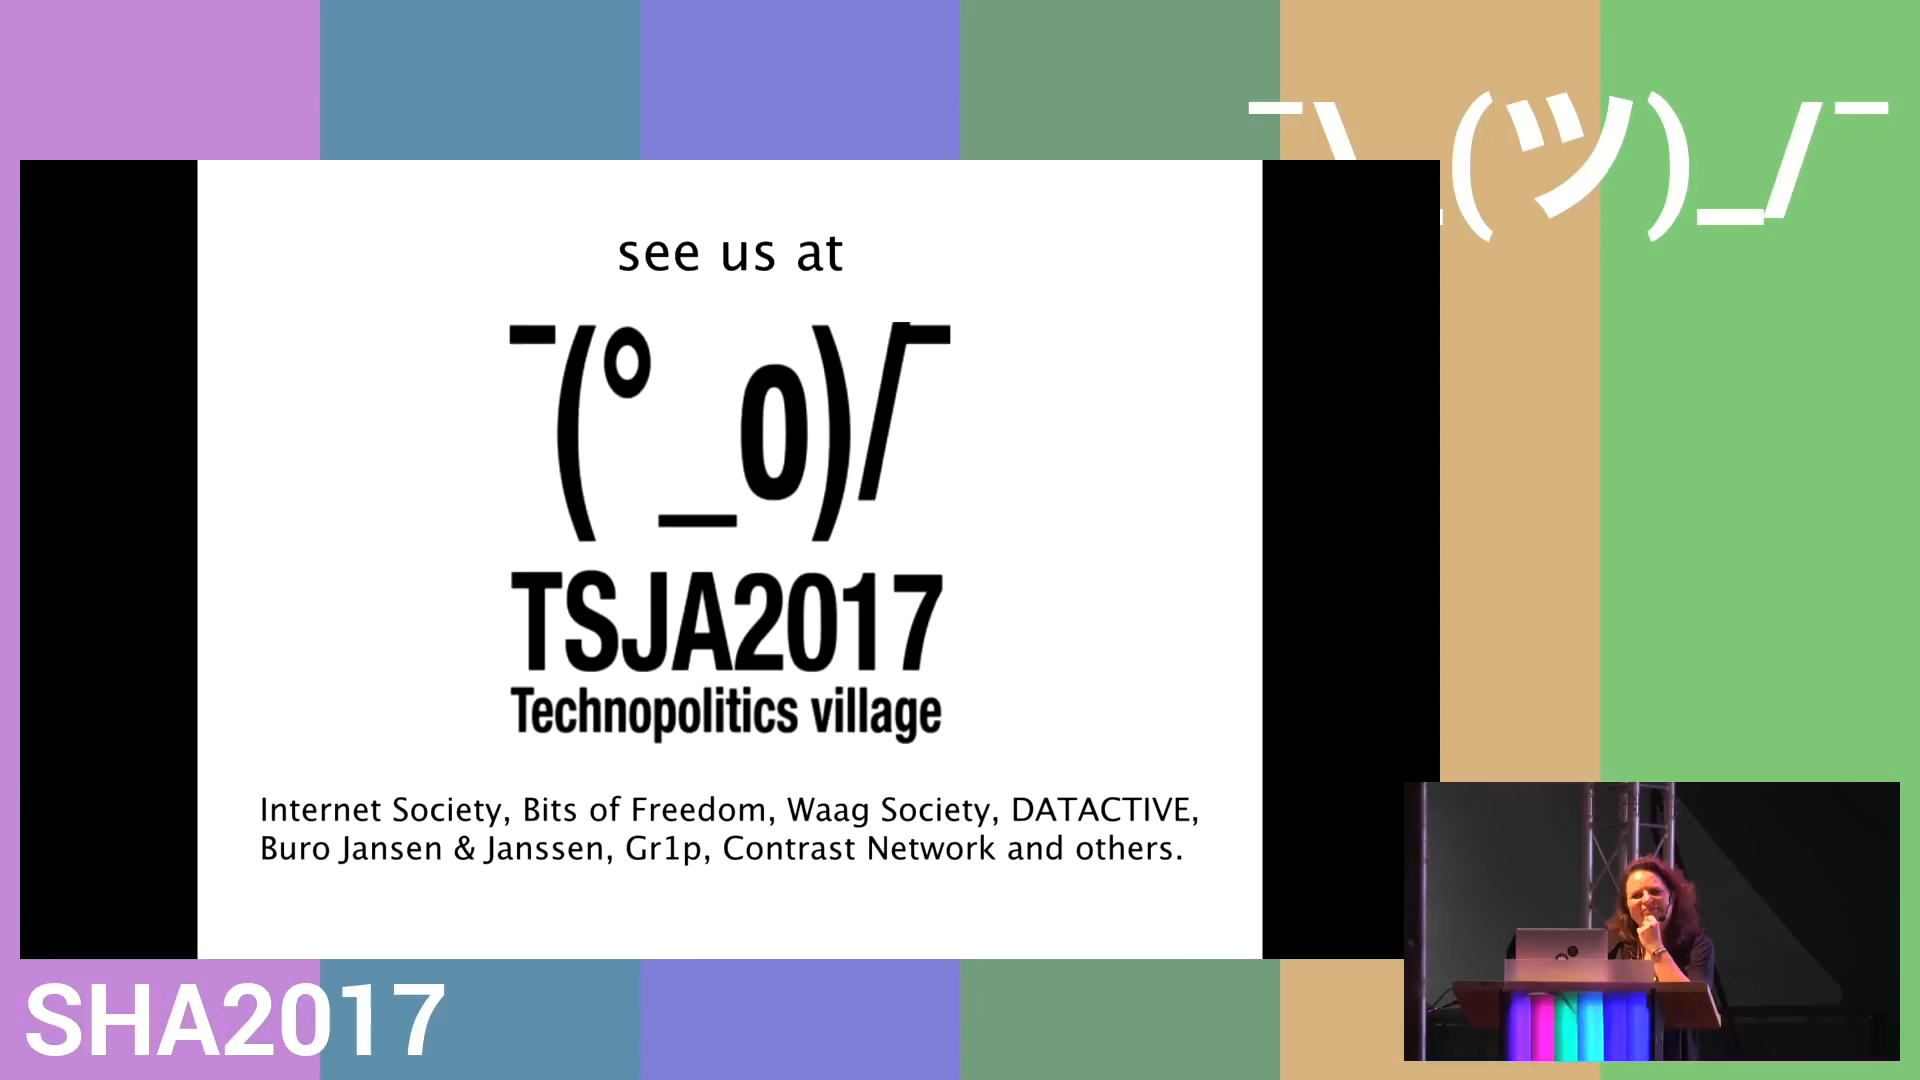 ¯\_(ツ)_/¯
see us at
¯(°_o)/¯
TSJA2017
Technopolitics village
Internet Society, Bits of Freedom, Waag Society, DATACTIVE,
Buro Jansen & Janssen, Gr1p, Contrast Network and others.
SHA2017